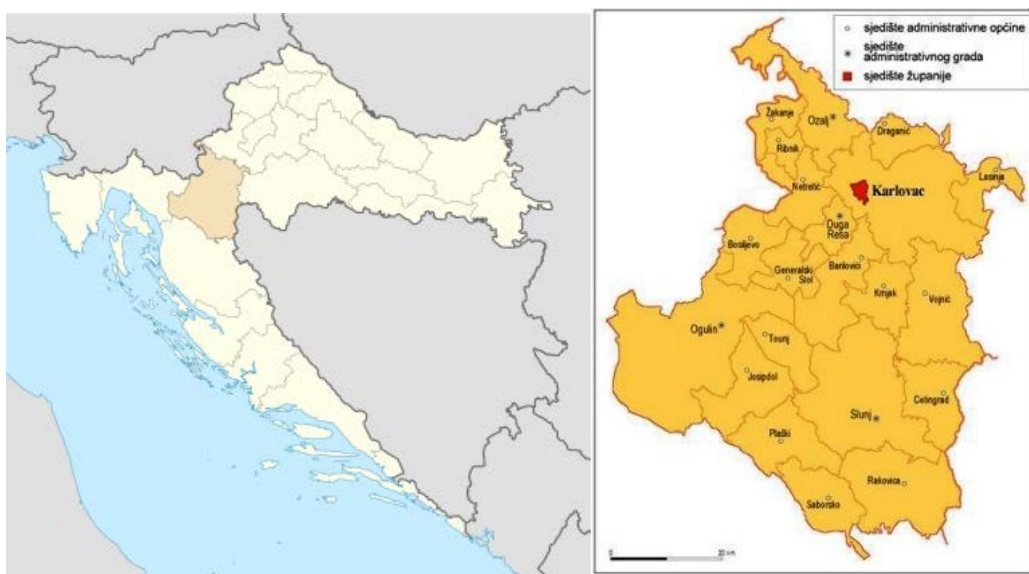 sjedište administrativne općine
sjedište
administrativnog grada
sjedište županije
Žakanje
Ozalj
Draganić
Ribnik
Lasinja
Netretić
Karlovac
Duga
Resa
Bosiljevo
Barilovići
Generalski
Stol
Krnjak
Vojnić
Ogulin
Tounj
Josipdol
Cetingrad
Slunj
Plaški
Rakovica
Saborsko
0
20 km